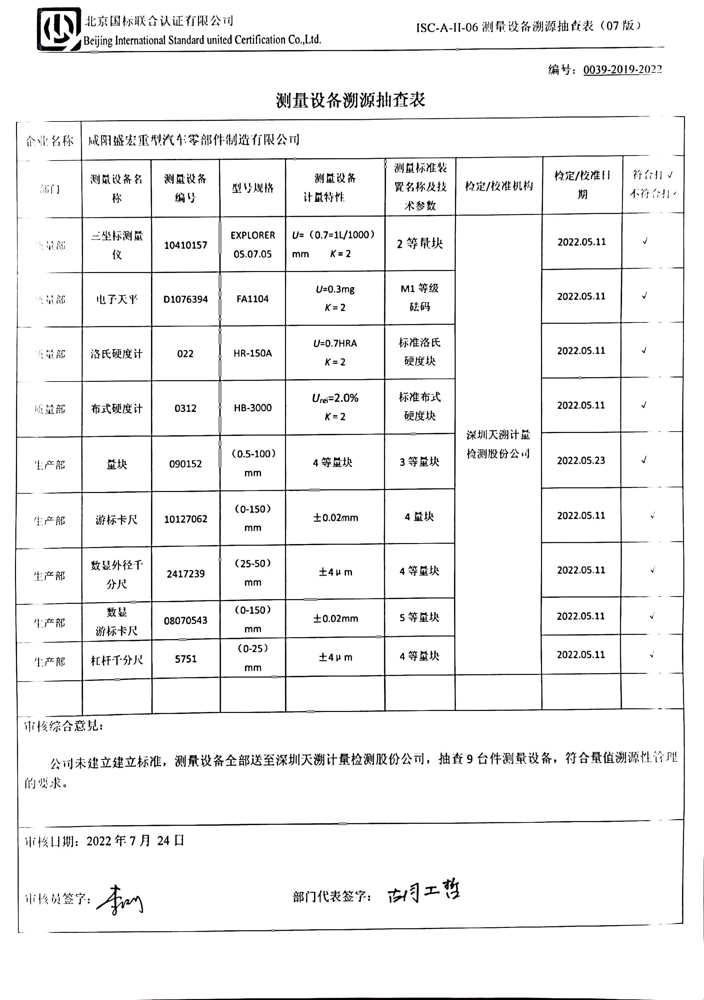 北京国标联合认证有限公司
Beijing International Standard united Certification Co.,Ltd.
ISC-A-II-06 测量设备溯源抽查表（07 版）
编号：0039-2019-2022
测量设备溯源抽查表
企业名称 咸阳盛宏重型汽车零部件制造有限公司
部门 测量设备名称 测量设备编号 型号规格 测量设备计量特性 测量标准装置名称及技术参数 检定/校准机构 检定/校准日期 符合打√不符合打×
质量部 三坐标测量仪 10410157 EXPLORER 05.07.05 U=（0.7=1L/1000）mm K=2 2 等量块 2022.05.11 √
质量部 电子天平 D1076394 FA1104 U=0.3mg K=2 M1 等级砝码 2022.05.11 √
质量部 洛氏硬度计 022 HR-150A U=0.7HRA K=2 标准洛氏硬度块 2022.05.11 √
质量部 布式硬度计 0312 HB-3000 Urei=2.0% K=2 标准布式硬度块 2022.05.11 √
深圳天溯计量检测股份公司
生产部 量块 090152 （0.5-100）mm 4 等量块 3 等量块 2022.05.23 √
生产部 游标卡尺 10127062 （0-150）mm ±0.02mm 4 量块 2022.05.11 √
生产部 数显外径千分尺 2417239 （25-50）mm ±4μm 4 等量块 2022.05.11 √
生产部 数显游标卡尺 08070543 （0-150）mm ±0.02mm 5 等量块 2022.05.11 √
生产部 杠杆千分尺 5751 （0-25）mm ±4μm 4 等量块 2022.05.11 √
审核综合意见：
公司未建立建立标准，测量设备全部送至深圳天溯计量检测股份公司，抽查 9 台件测量设备，符合量值溯源性管理
的要求。
审核日期：2022 年 7 月 24 日
审核员签字：
部门代表签字：